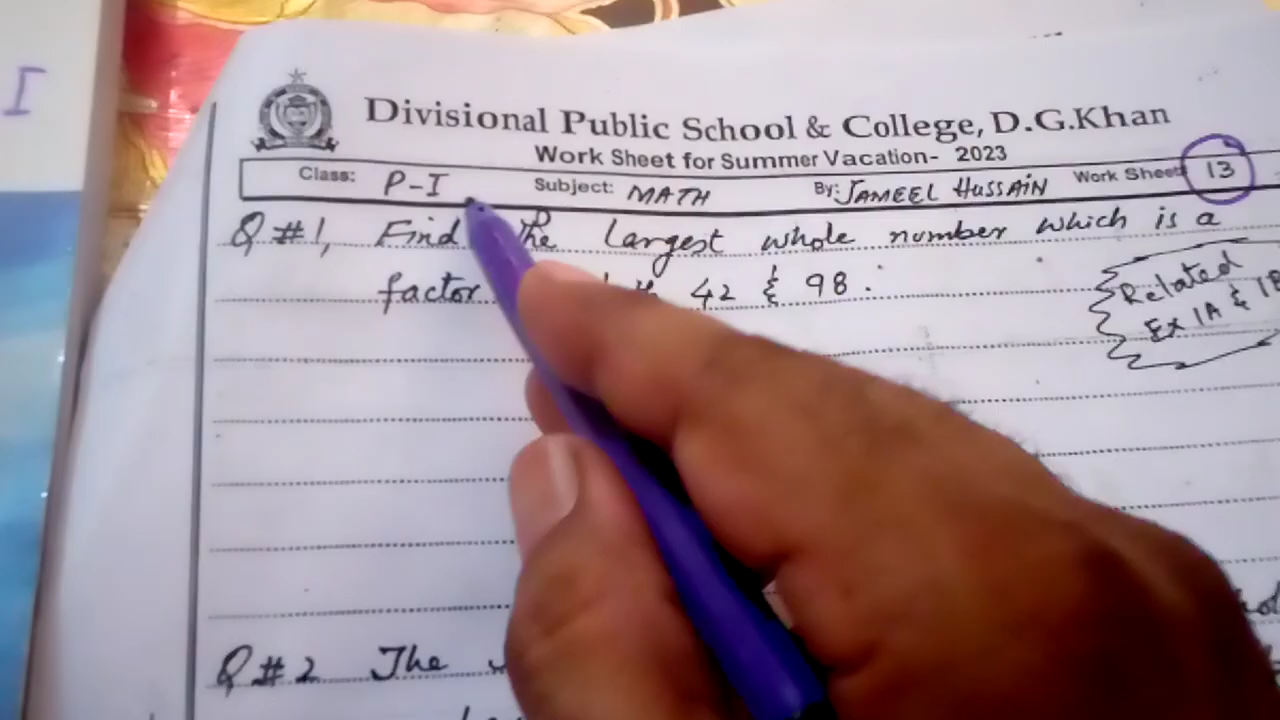 I
Divisional Public School & College, D.G.Khan
Work Sheet for Summer Vacation- 2023
Class: P-I Subject: MATH By: JAMEEL HUSSAIN Work Sheet 13
Q #1, Find the largest whole number which is a
factor 42 & 98 :
Related
Ex 1A & 1B
Q #2 The